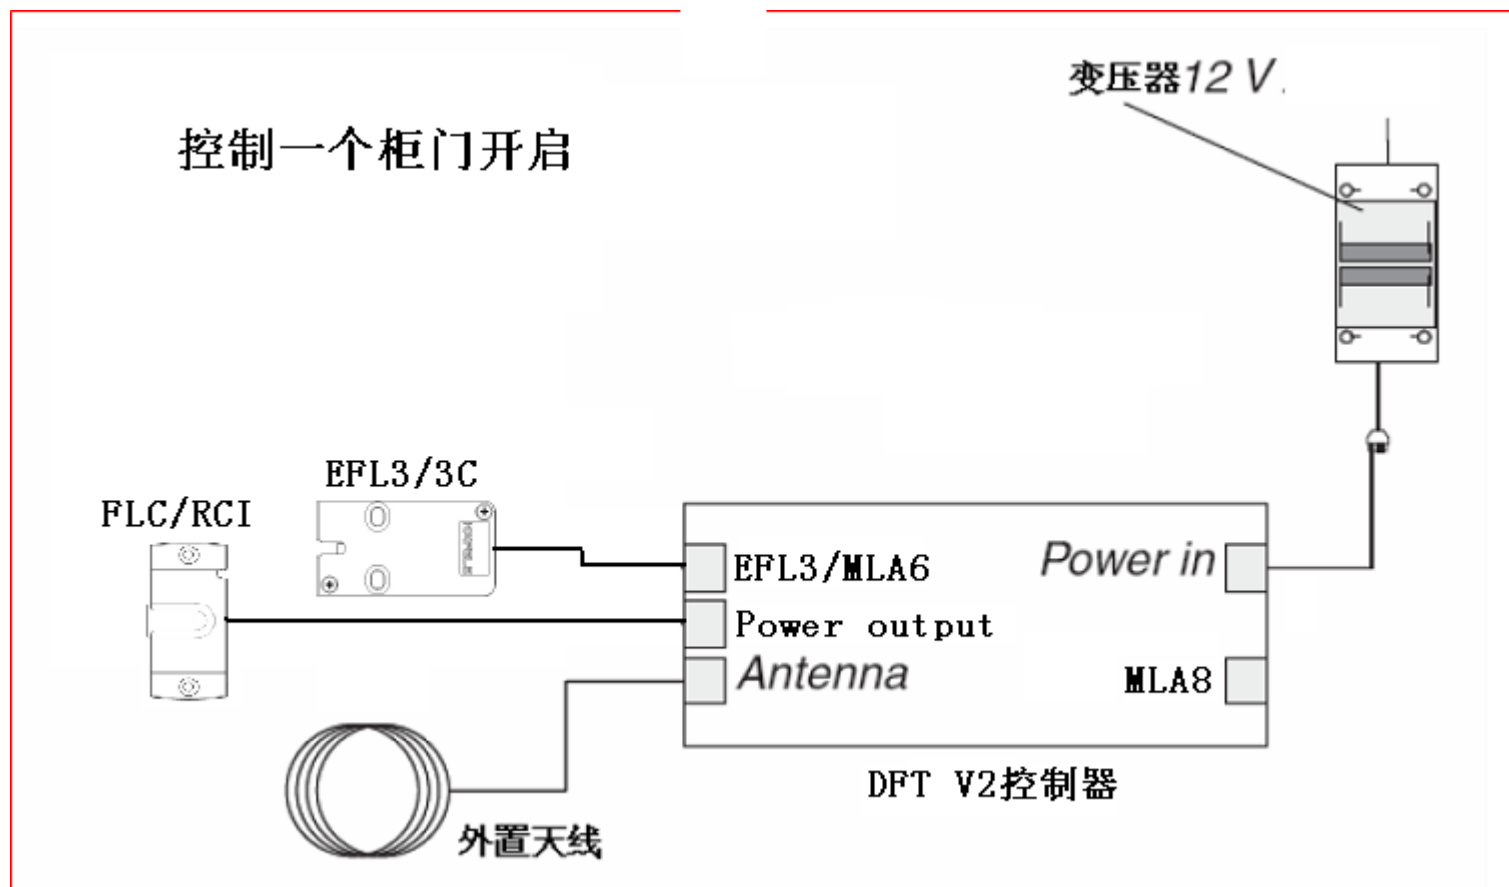 变压器12 V.
控制一个柜门开启
EFL3/3C
FLC/RCI
EFL3/MLA6
Power in
Power output
Antenna
MLA8
DFT V2控制器
外置天线